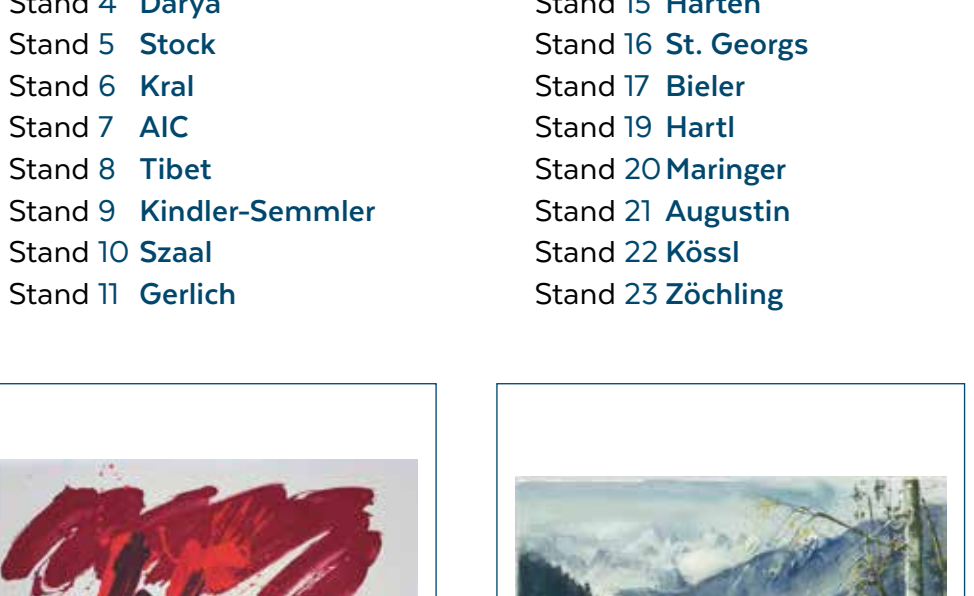 Stand 4 Darya
Stand 5 Stock
Stand 6 Kral
Stand 7 AIC
Stand 8 Tibet
Stand 9 Kindler-Semmler
Stand 10 Szaal
Stand 11 Gerlich
Stand 15 Harten
Stand 16 St. Georgs
Stand 17 Bieler
Stand 19 Hartl
Stand 20 Maringer
Stand 21 Augustin
Stand 22 Kössl
Stand 23 Zöchling